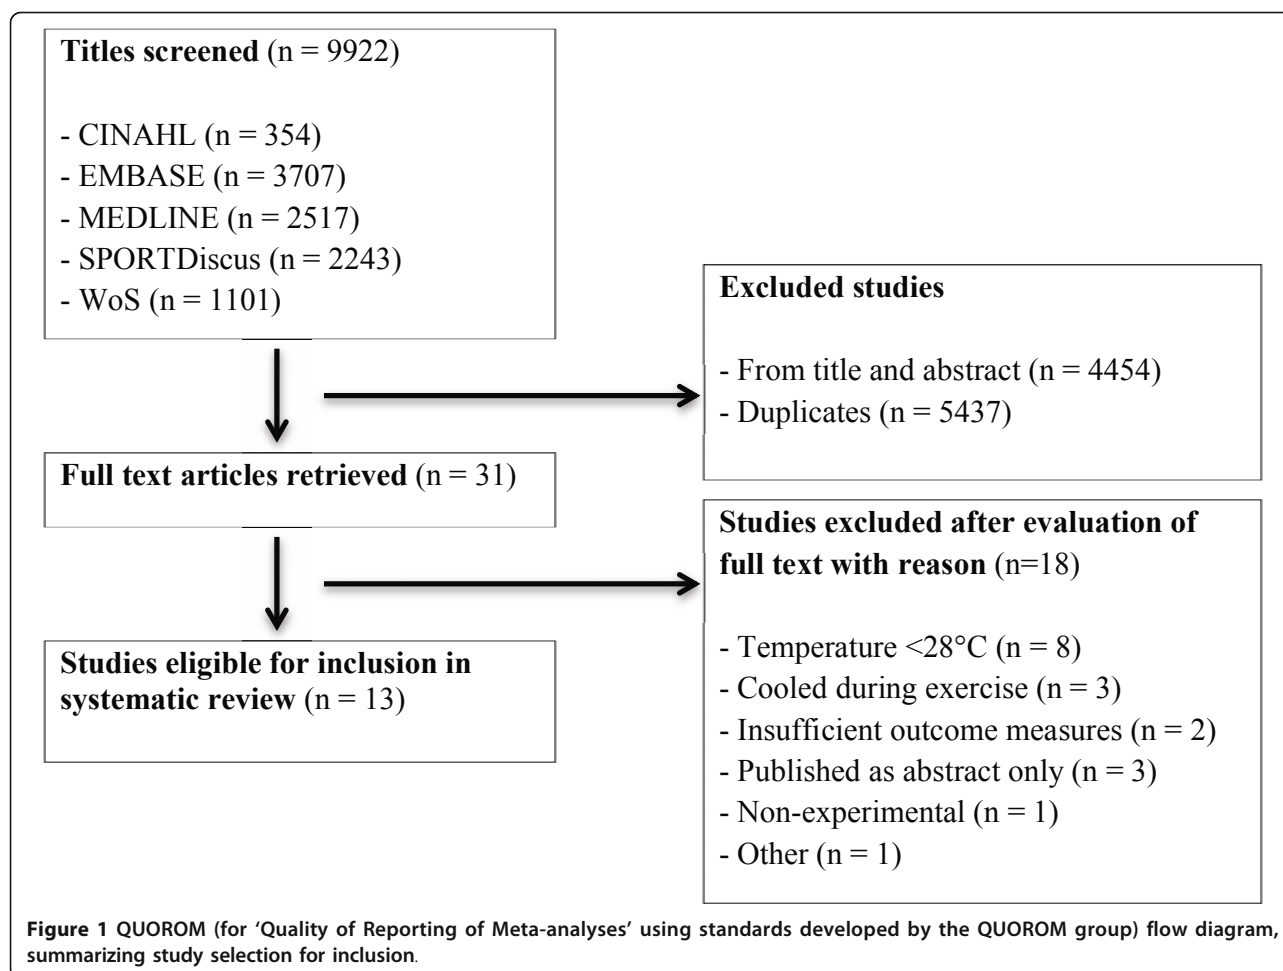 Titles screened (n = 9922)
- CINAHL (n = 354)
- EMBASE (n = 3707)
- MEDLINE (n = 2517)
- SPORTDiscus (n = 2243)
- WoS (n = 1101)
Excluded studies
- From title and abstract (n = 4454)
- Duplicates (n = 5437)
Full text articles retrieved (n = 31)
Studies excluded after evaluation of
full text with reason (n=18)
- Temperature <28°C (n = 8)
- Cooled during exercise (n = 3)
- Insufficient outcome measures (n = 2)
- Published as abstract only (n = 3)
- Non-experimental (n = 1)
- Other (n = 1)
Studies eligible for inclusion in
systematic review (n = 13)
Figure 1 QUOROM (for ‘Quality of Reporting of Meta-analyses’ using standards developed by the QUOROM group) flow diagram,
summarizing study selection for inclusion.